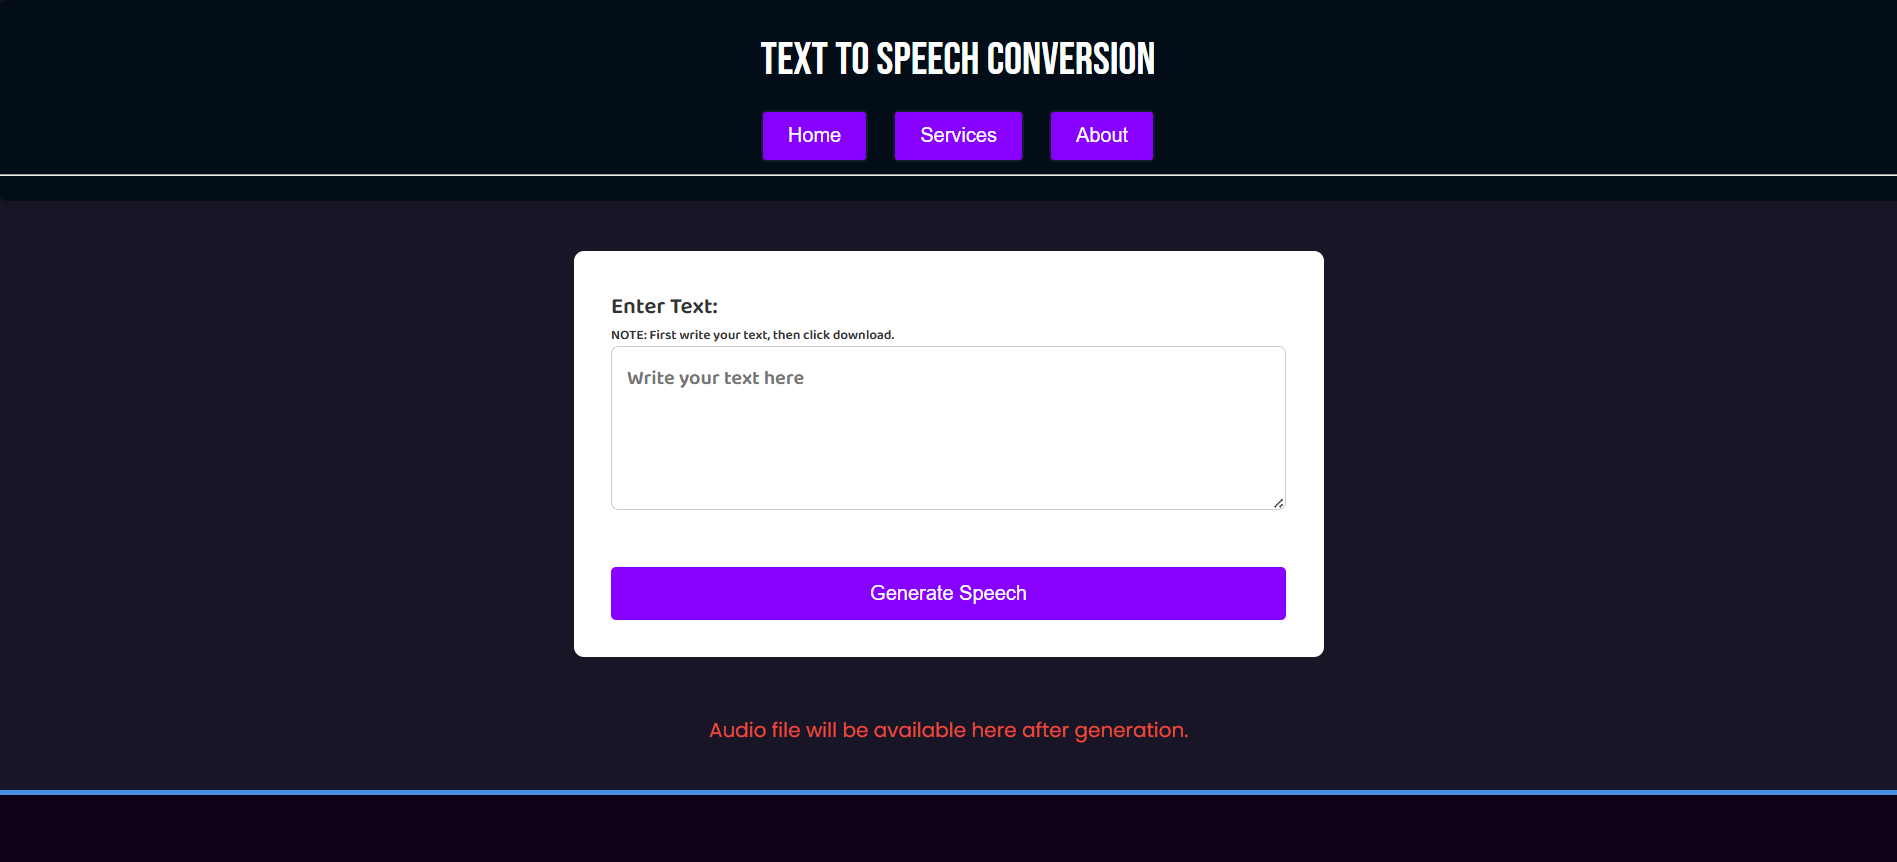 TEXT TO SPEECH CONVERSION
Home Services About
Enter Text:
NOTE: First write your text, then click download.
Write your text here
Generate Speech
Audio file will be available here after generation.